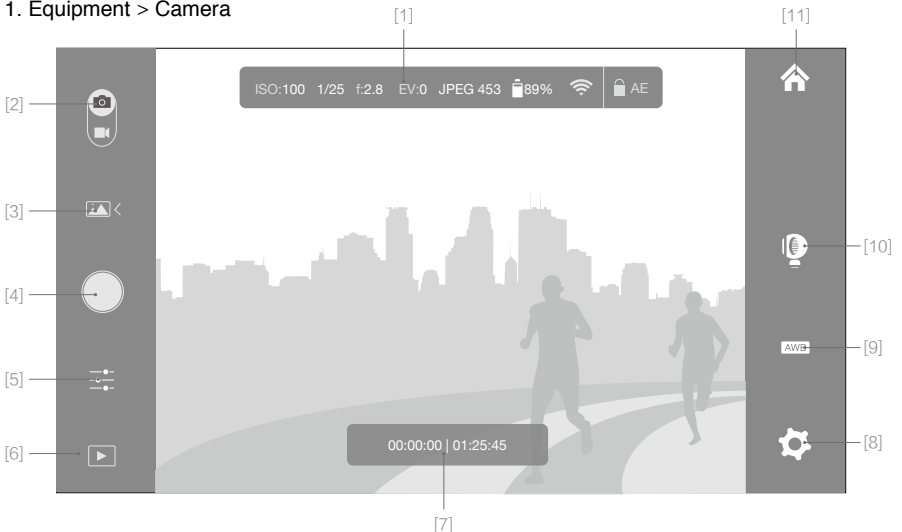 1. Equipment > Camera
[1]
[11]
ISO:100 1/25 f:2.8 EV:0 JPEG 453 89% AE
[2]
[3]
[10]
[4]
AWB
[9]
[5]
00:00:00 | 01:25:45
[8]
[6]
[7]